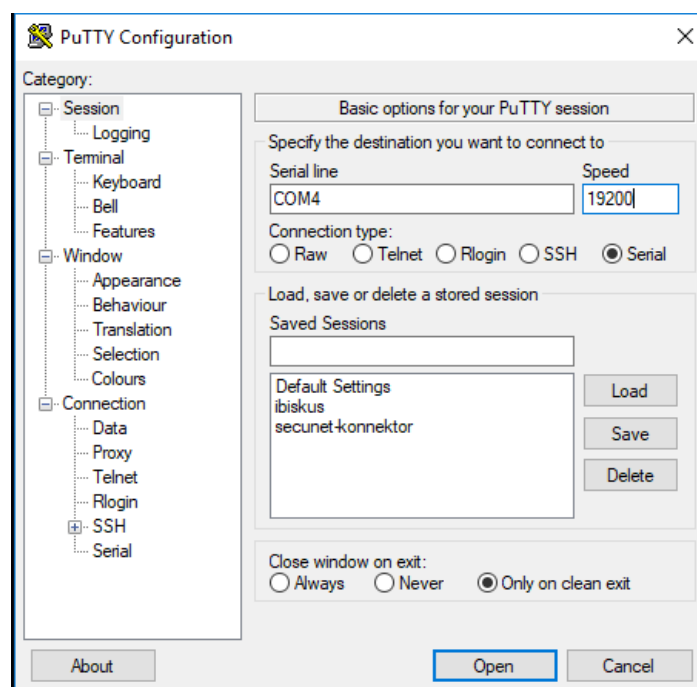 PuTTY Configuration
Category:
Session
Logging
Terminal
Keyboard
Bell
Features
Window
Appearance
Behaviour
Translation
Selection
Colours
Connection
Data
Proxy
Telnet
Rlogin
SSH
Serial
Basic options for your PuTTY session
Specify the destination you want to connect to
Serial line Speed
COM4 19200
Connection type:
Raw Telnet Rlogin SSH Serial
Load, save or delete a stored session
Saved Sessions
Default Settings
ibiskus
secunet-konnektor
Load
Save
Delete
Close window on exit:
Always Never Only on clean exit
About Open Cancel